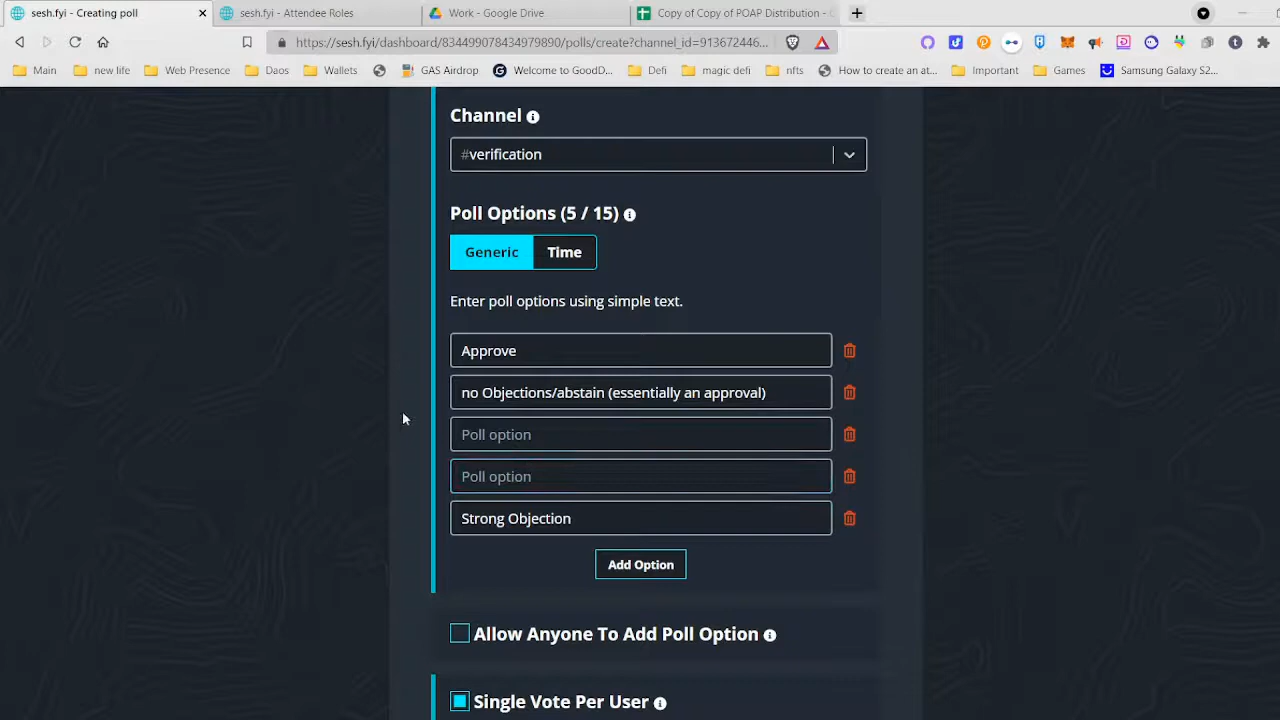 sesh.fyi - Creating poll
sesh.fyi - Attendee Roles
Work - Google Drive
Copy of Copy of POAP Distribution - G
https://sesh.fyi/dashboard/834499078434979890/polls/create?channel_id=913672446...
Main
new life
Web Presence
Daos
Wallets
GAS Airdrop
Welcome to GoodD...
Defi
magic defi
nfts
How to create an at...
Important
Games
Samsung Galaxy S2...
Channel
#verification
Poll Options (5 / 15)
Generic
Time
Enter poll options using simple text.
Approve
no Objections/abstain (essentially an approval)
Poll option
Poll option
Strong Objection
Add Option
Allow Anyone To Add Poll Option
Single Vote Per User